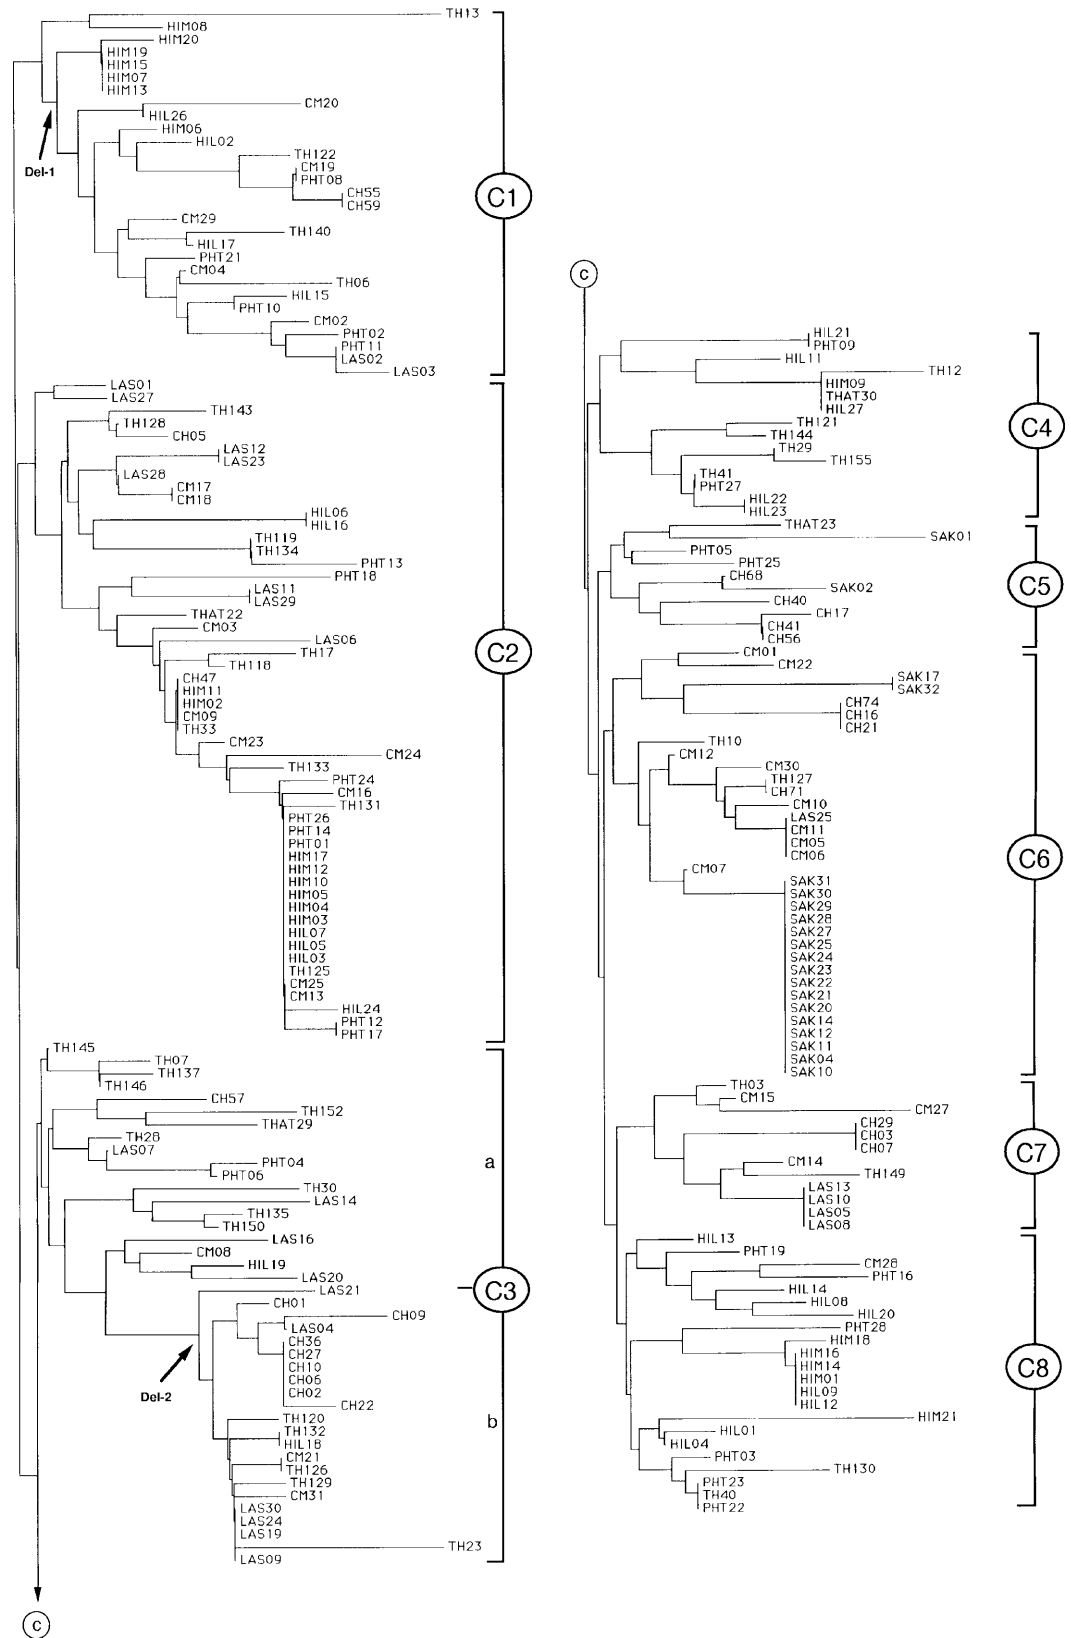 TH13
HIM08
HIM20
HIM19
HIM15
HIM07
HIM13
Del-1
CM20
HIL26
HIM06
HIL02
TH122
CM19
PHT08
CH55
CH59
C1
CM29
TH140
HIL17
PHT21
CM04
TH06
HIL15
PHT10
CM02
PHT02
PHT11
LAS02
LAS03
LAS01
LAS27
TH143
TH128
CH05
LAS12
LAS23
LAS28
CM17
CM18
HIL06
HIL16
TH119
TH134
PHT13
PHT18
LAS11
LAS29
THAT22
CM03
LAS06
C2
TH17
TH118
CH47
HIM11
HIM02
CM09
TH33
CM23
CM24
TH133
PHT24
CM16
TH131
PHT26
PHT14
PHT01
HIM17
HIM12
HIM10
HIM05
HIM04
HIM03
HIL07
HIL05
HIL03
TH125
CM25
CM13
HIL24
PHT12
PHT17
TH145
TH07
TH137
TH146
CH57
TH152
THAT29
TH28
LAS07
PHT04
PHT06
a
TH30
LAS14
TH135
TH150
LAS16
CM08
HIL19
LAS20
C3
LAS21
CH01
CH09
LAS04
CH36
CH27
CH10
CH06
CH02
Del-2
CH22
b
TH120
TH132
HIL18
CM21
TH126
TH129
CM31
LAS30
LAS24
LAS19
TH23
LAS09
c
c
HIL21
PHT09
HIL11
TH12
HIM09
THAT30
HIL27
C4
TH121
TH144
TH29
TH155
TH41
PHT27
HIL22
HIL23
THAT23
SAK01
PHT05
PHT25
CH68
SAK02
C5
CH40
CH17
CH41
CH56
CM01
CM22
SAK17
SAK32
CH74
CH16
CH21
TH10
CM12
CM30
TH127
CH71
CM10
LAS25
CM11
CM05
CM06
C6
CM07
SAK31
SAK30
SAK29
SAK28
SAK27
SAK25
SAK24
SAK23
SAK22
SAK21
SAK20
SAK14
SAK12
SAK11
SAK04
SAK10
TH03
CM15
CM27
CH29
CH03
CH07
C7
CM14
TH149
LAS13
LAS10
LAS05
LAS08
HIL13
PHT19
CM28
PHT16
HIL14
HIL08
HIL20
PHT28
HIM18
HIM16
HIM14
HIM01
HIL09
HIL12
C8
HIM21
HIL01
HIL04
PHT03
TH130
PHT23
TH40
PHT22